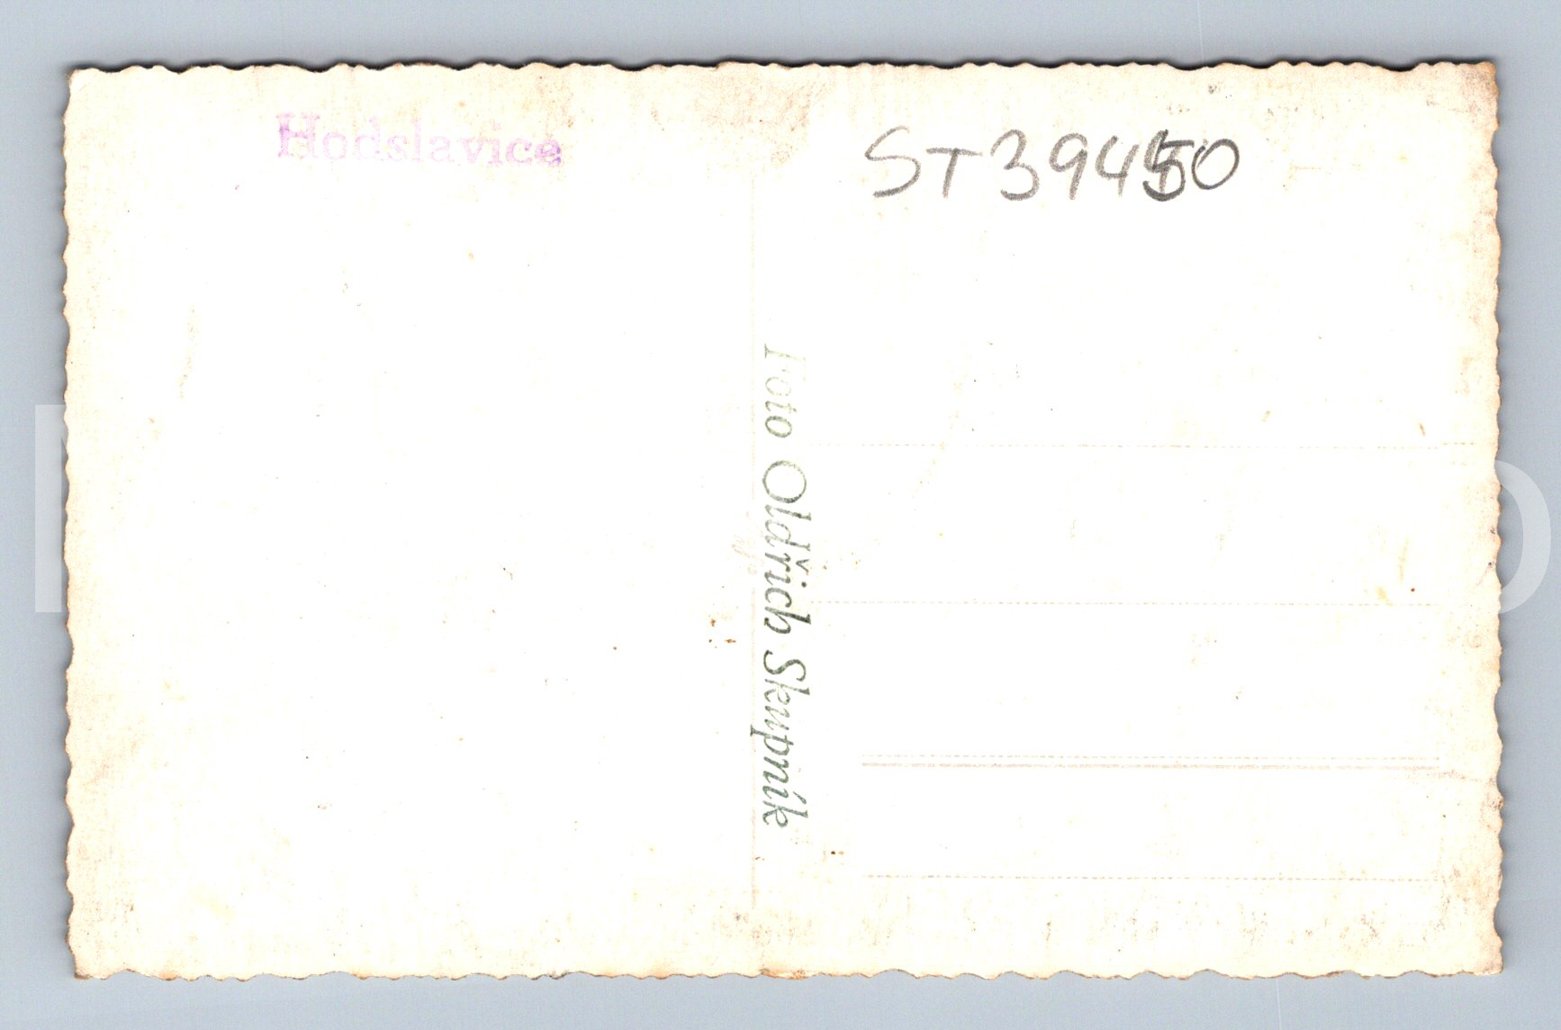 Hodslavice
ST39450
Foto Oldřich Skupník